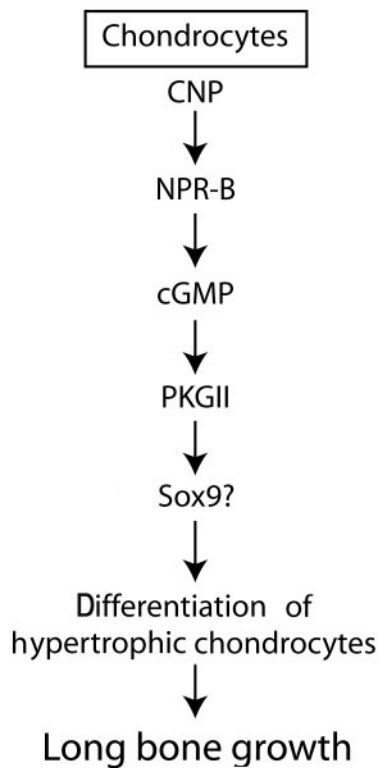 Chondrocytes
CNP
NPR-B
cGMP
PKGII
Sox9?
Differentiation of
hypertrophic chondrocytes
Long bone growth